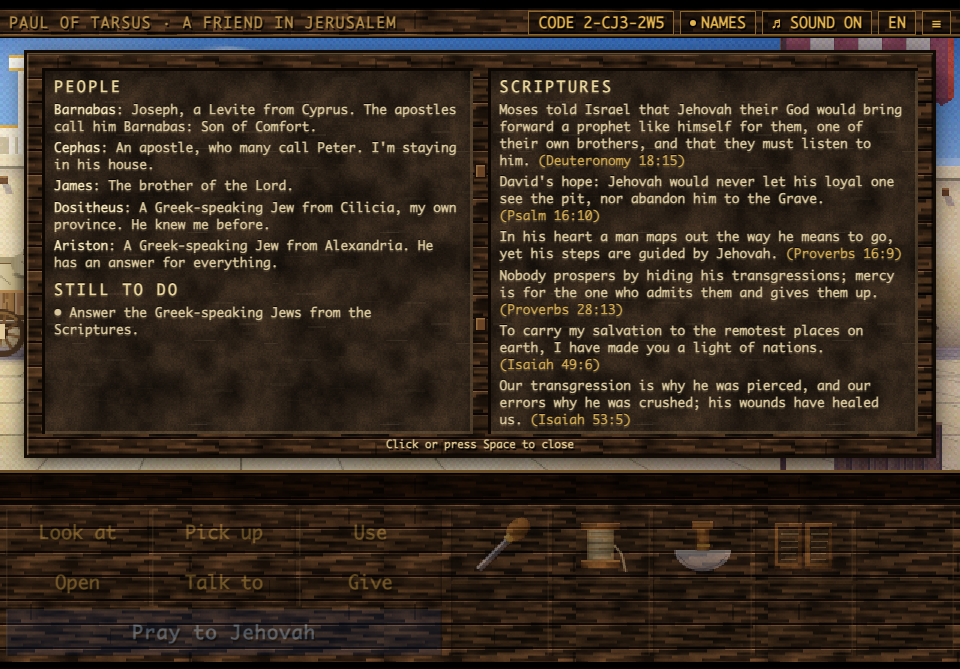 PAUL OF TARSUS · A FRIEND IN JERUSALEM
CODE 2-CJ3-2W5
● NAMES
♬ SOUND ON
EN
≡
PEOPLE
Barnabas: Joseph, a Levite from Cyprus. The apostles
call him Barnabas: Son of Comfort.
Cephas: An apostle, who many call Peter. I'm staying
in his house.
James: The brother of the Lord.
Dositheus: A Greek-speaking Jew from Cilicia, my own
province. He knew me before.
Ariston: A Greek-speaking Jew from Alexandria. He
has an answer for everything.
STILL TO DO
● Answer the Greek-speaking Jews from the
Scriptures.
SCRIPTURES
Moses told Israel that Jehovah their God would bring
forward a prophet like himself for them, one of
their own brothers, and that they must listen to
him. (Deuteronomy 18:15)
David's hope: Jehovah would never let his loyal one
see the pit, nor abandon him to the Grave.
(Psalm 16:10)
In his heart a man maps out the way he means to go,
yet his steps are guided by Jehovah. (Proverbs 16:9)
Nobody prospers by hiding his transgressions; mercy
is for the one who admits them and gives them up.
(Proverbs 28:13)
To carry my salvation to the remotest places on
earth, I have made you a light of nations.
(Isaiah 49:6)
Our transgression is why he was pierced, and our
errors why he was crushed; his wounds have healed
us. (Isaiah 53:5)
Click or press Space to close
Look at
Pick up
Use
Open
Talk to
Give
Pray to Jehovah